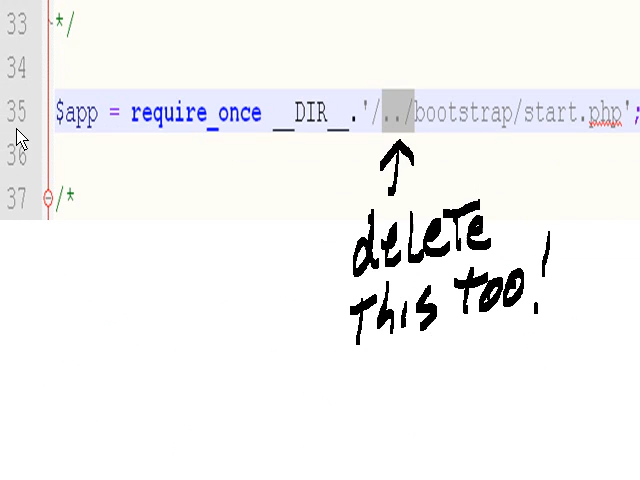 33 */
34
35 $app = require_once __DIR__.'/../bootstrap/start.php';
36
37 /*
deLeTe
This Too!